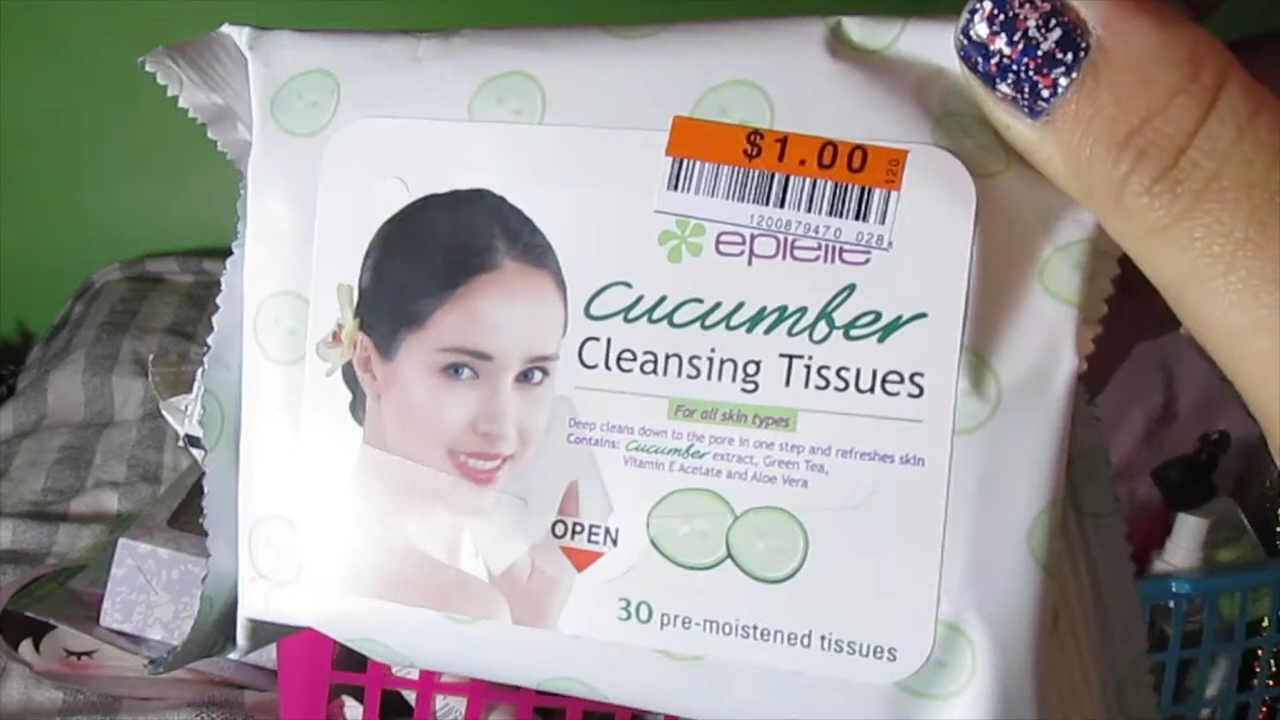 $1.00
120
120087947.0 028
epielle
cucumber
Cleansing Tissues
For all skin types
Deep cleans down to the pore in one step and refreshes skin
Contains: Cucumber extract, Green Tea,
Vitamin E Acetate and Aloe Vera
OPEN
30 pre-moistened tissues